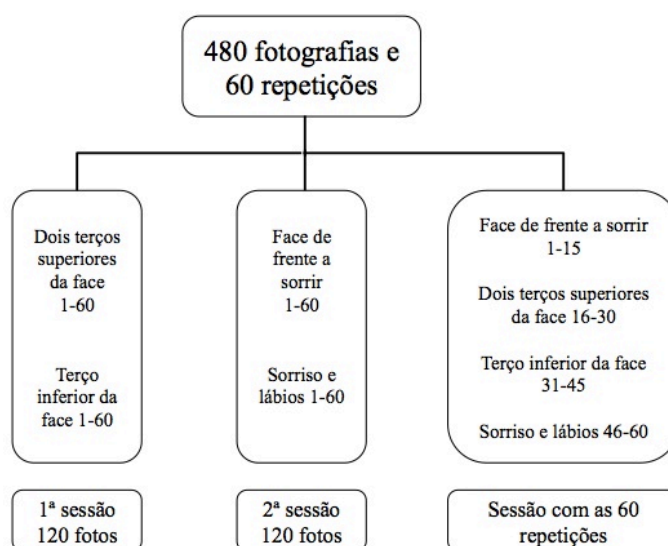 480 fotografias e
60 repetições
Dois terços
superiores
da face
1-60
Terço
inferior da
face 1-60
Face de
frente a
sorrir
1-60
Sorriso e
lábios 1-60
Face de frente a sorrir
1-15
Dois terços superiores
da face 16-30
Terço inferior da face
31-45
Sorriso e lábios 46-60
1ª sessão
120 fotos
2ª sessão
120 fotos
Sessão com as 60
repetições